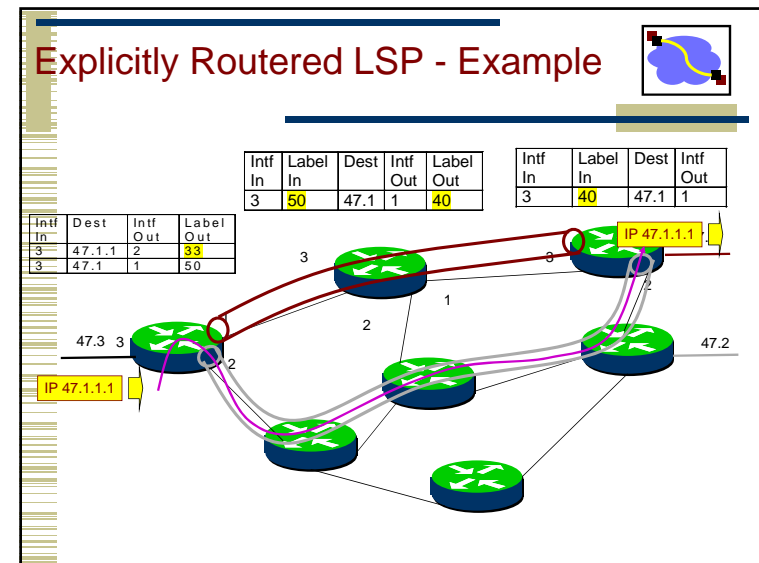 Explicitly Routered LSP - Example
Intf In | Label In | Dest | Intf Out | Label Out
3 | 50 | 47.1 | 1 | 40
Intf In | Label In | Dest | Intf Out
3 | 40 | 47.1 | 1
Intf In | Dest | Intf Out | Label Out
3 | 47.1.1 | 2 | 33
3 | 47.1 | 1 | 50
IP 47.1.1.1
3
3
2
1
2
1
47.3 3
2
47.2
IP 47.1.1.1